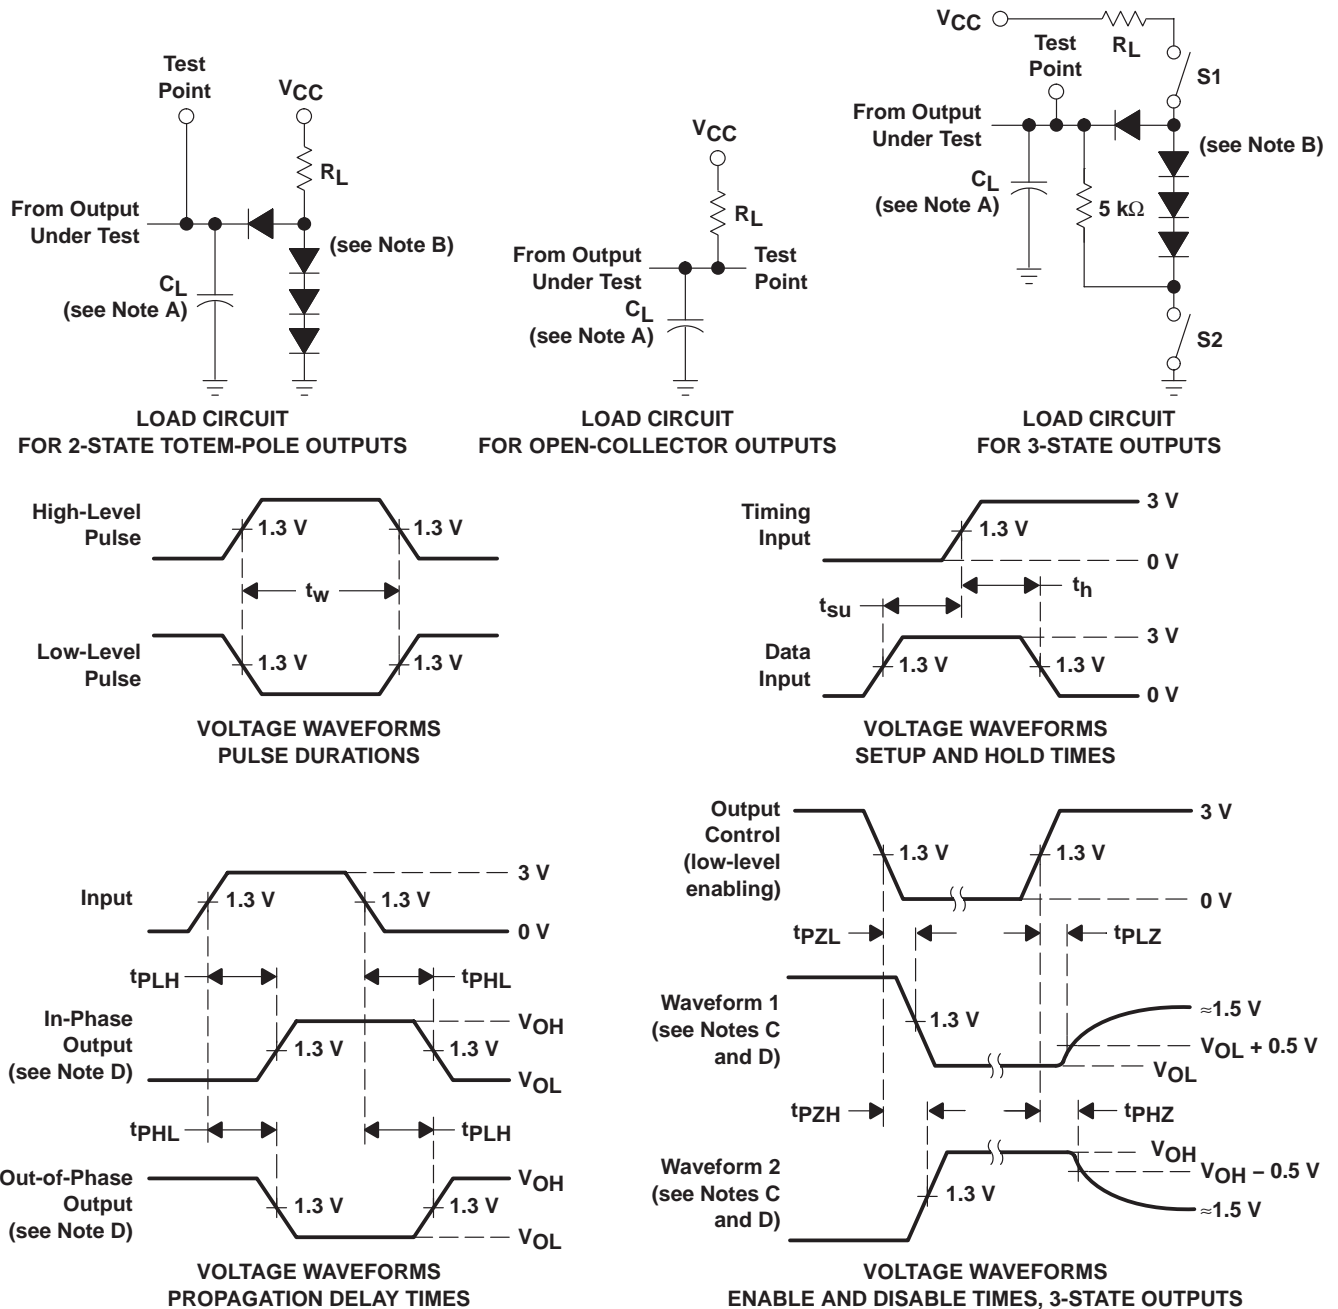 Test
Point
VCC
RL
From Output
Under Test
(see Note B)
CL
(see Note A)
LOAD CIRCUIT
FOR 2-STATE TOTEM-POLE OUTPUTS
VCC
RL
From Output
Under Test
Test
Point
CL
(see Note A)
LOAD CIRCUIT
FOR OPEN-COLLECTOR OUTPUTS
VCC
RL
Test
Point
S1
From Output
Under Test
(see Note B)
CL
(see Note A)
5 kΩ
S2
LOAD CIRCUIT
FOR 3-STATE OUTPUTS
High-Level
Pulse
1.3 V
1.3 V
tw
Low-Level
Pulse
1.3 V
1.3 V
VOLTAGE WAVEFORMS
PULSE DURATIONS
Timing
Input
1.3 V
3 V
0 V
tsu
th
Data
Input
1.3 V
1.3 V
3 V
0 V
VOLTAGE WAVEFORMS
SETUP AND HOLD TIMES
Input
1.3 V
1.3 V
3 V
0 V
tPLH
tPHL
In-Phase
Output
(see Note D)
1.3 V
1.3 V
VOH
VOL
tPHL
tPLH
Out-of-Phase
Output
(see Note D)
1.3 V
1.3 V
VOH
VOL
VOLTAGE WAVEFORMS
PROPAGATION DELAY TIMES
Output
Control
(low-level
enabling)
1.3 V
1.3 V
3 V
0 V
tPZL
tPLZ
Waveform 1
(see Notes C
and D)
1.3 V
≈1.5 V
VOL + 0.5 V
VOL
tPZH
tPHZ
Waveform 2
(see Notes C
and D)
1.3 V
VOH
VOH – 0.5 V
≈1.5 V
VOLTAGE WAVEFORMS
ENABLE AND DISABLE TIMES, 3-STATE OUTPUTS